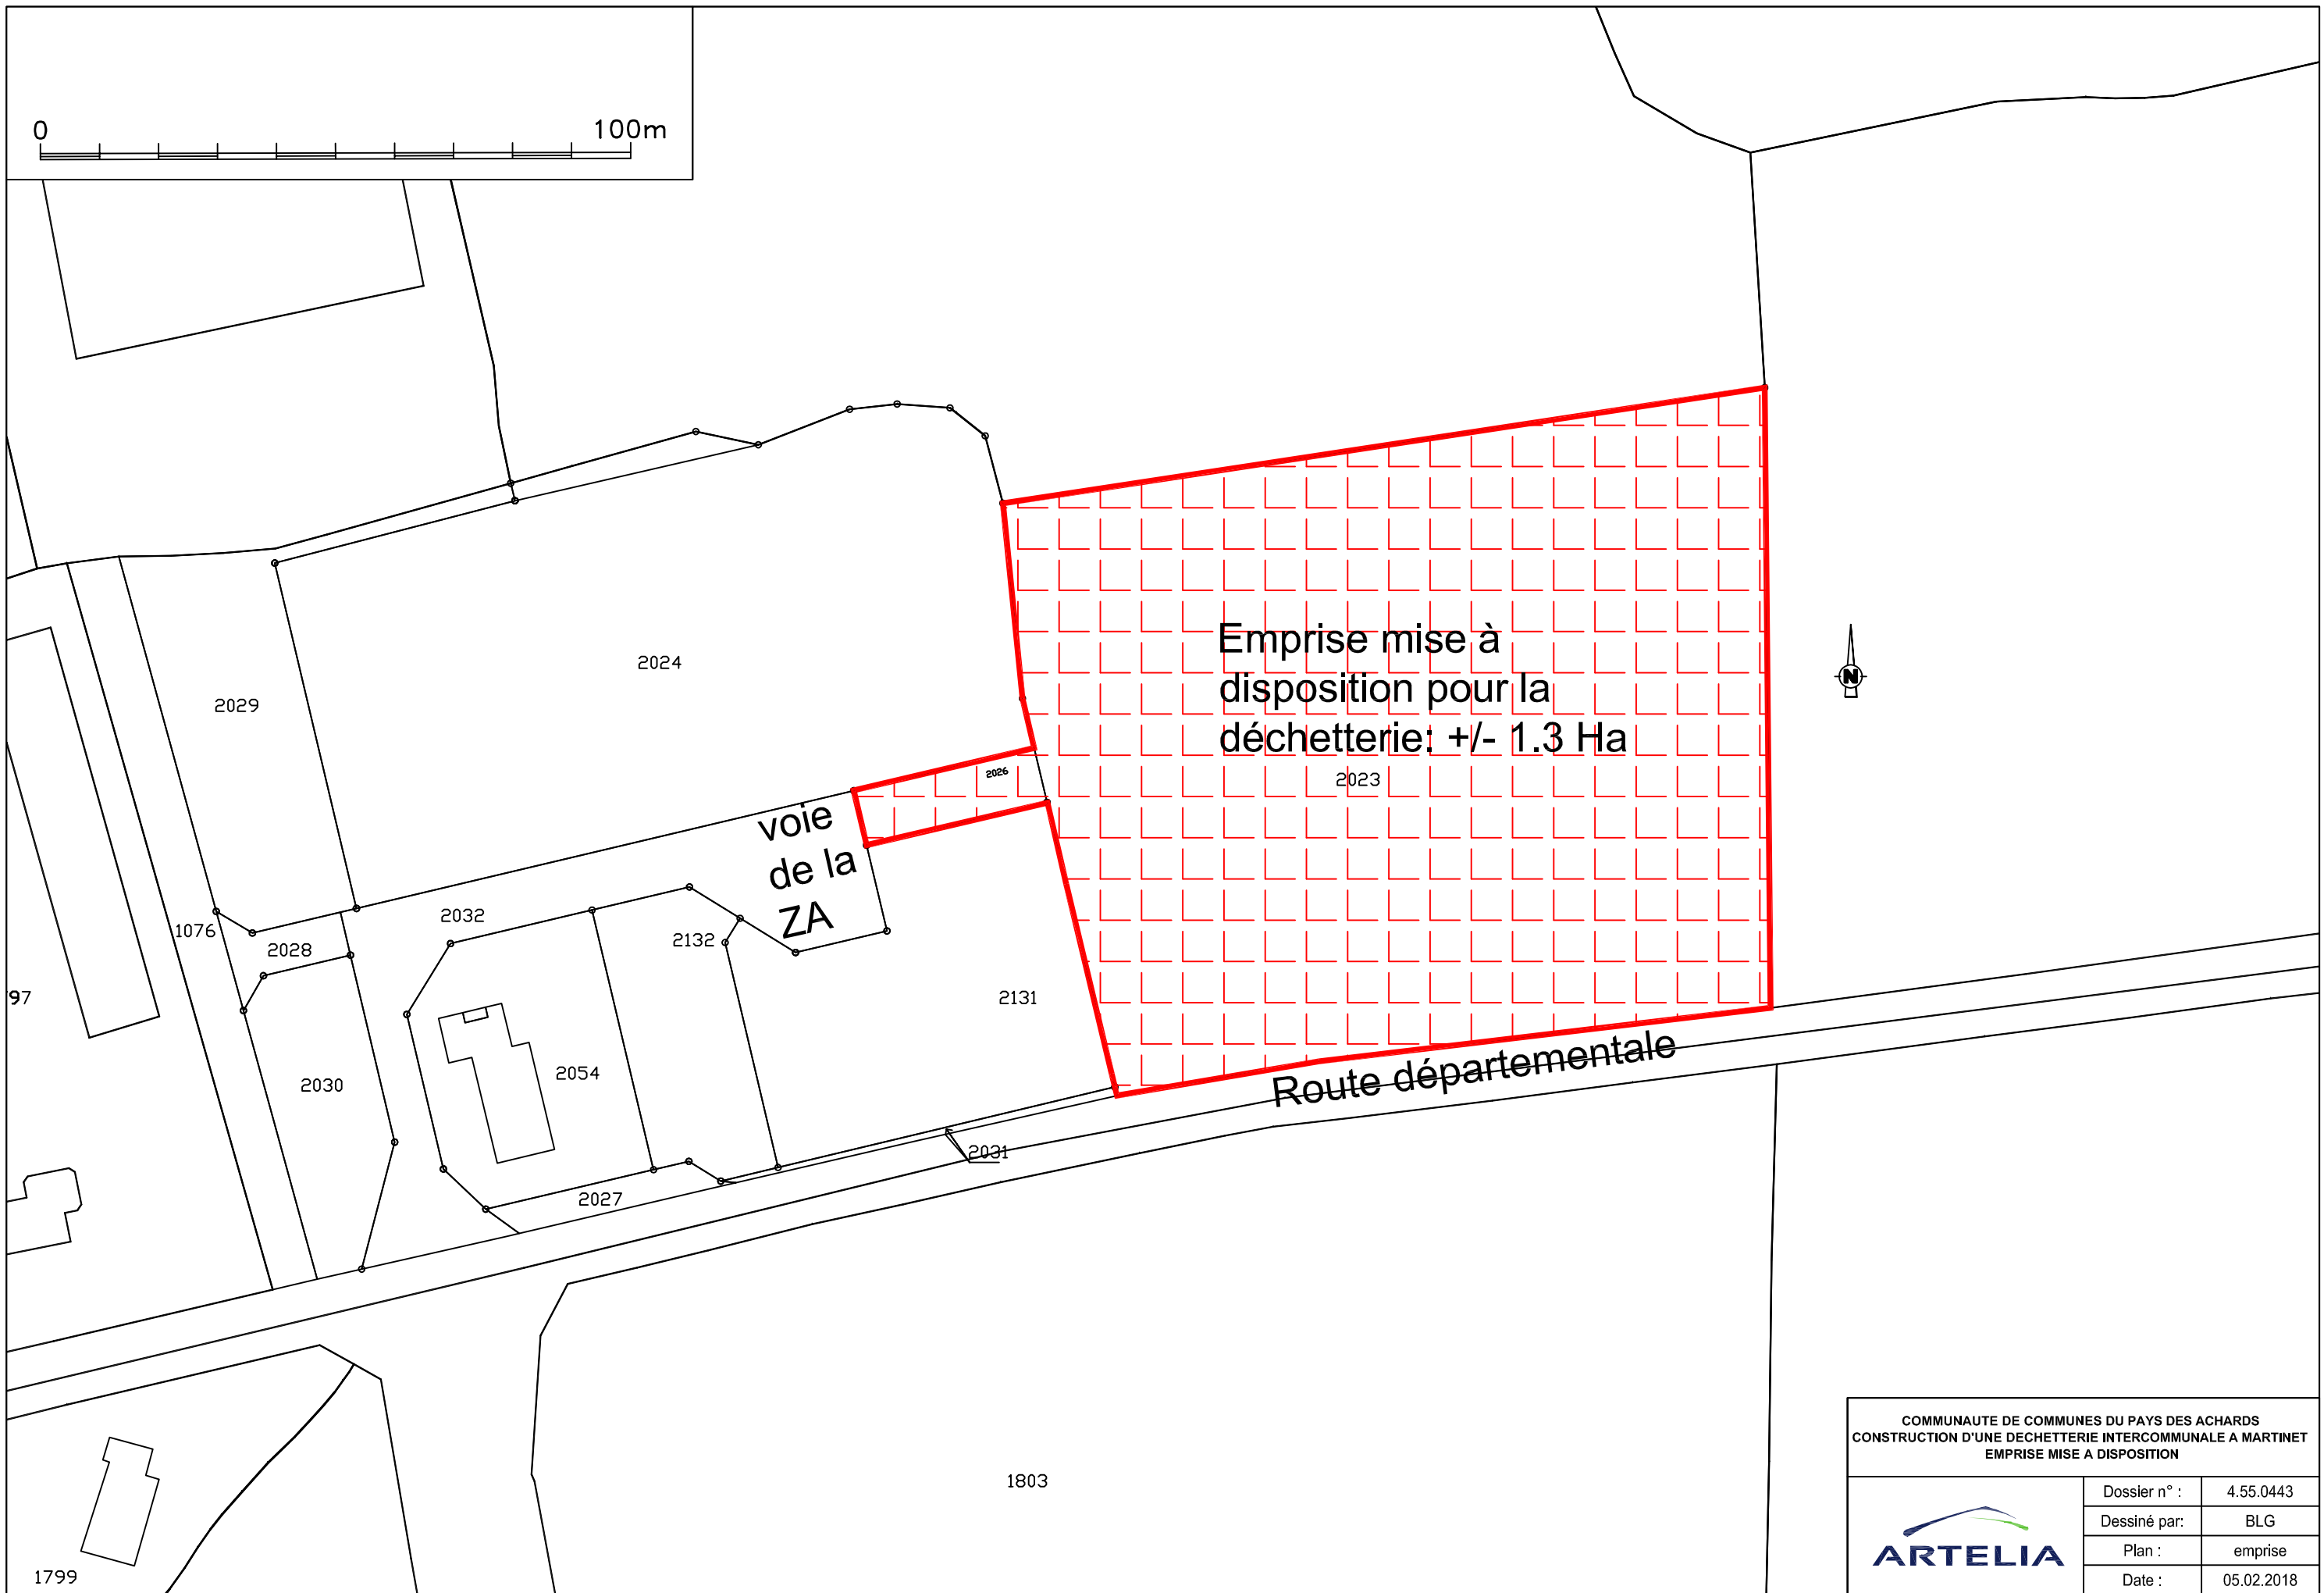 0 100m
2024
2029
Emprise mise à
disposition pour la
déchetterie: +/- 1.3 Ha
2023
2026
voie
de la
ZA
2032
1076
2028
2132
97
2131
2030
2054
Route départementale
2031
2027
1803
1799
N
COMMUNAUTE DE COMMUNES DU PAYS DES ACHARDS
CONSTRUCTION D'UNE DECHETTERIE INTERCOMMUNALE A MARTINET
EMPRISE MISE A DISPOSITION
ARTELIA
Dossier n° : 4.55.0443
Dessiné par: BLG
Plan : emprise
Date : 05.02.2018